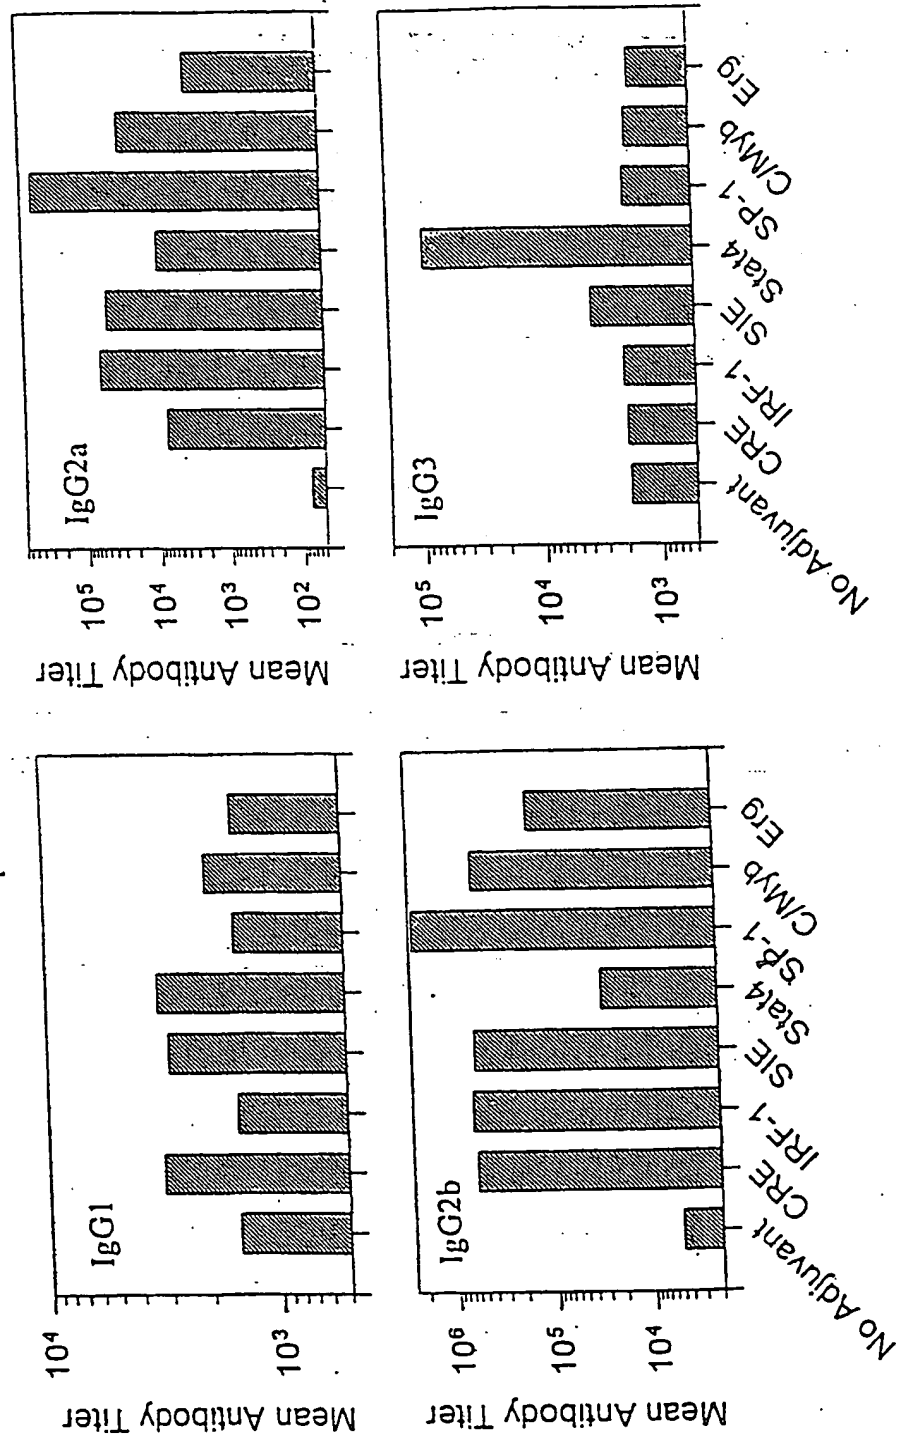 IgG1
10⁴
10³
Mean Antibody Titer
IgG2a
10⁵
10⁴
10³
10²
Mean Antibody Titer
IgG2b
10⁶
10⁵
10⁴
Mean Antibody Titer
No Adjuvant
CRE
IRF-1
SIE
Stat4
SP-1
C/Myb
Erg
IgG3
10⁵
10⁴
10³
Mean Antibody Titer
No Adjuvant
CRE
IRF-1
SIE
Stat4
SP-1
C/Myb
Erg